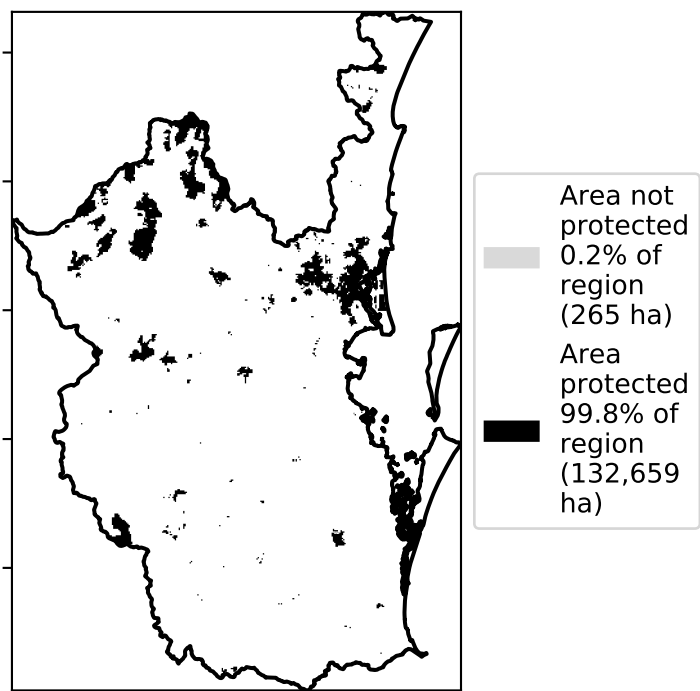 Area not
protected
0.2% of
region
(265 ha)
Area
protected
99.8% of
region
(132,659
ha)